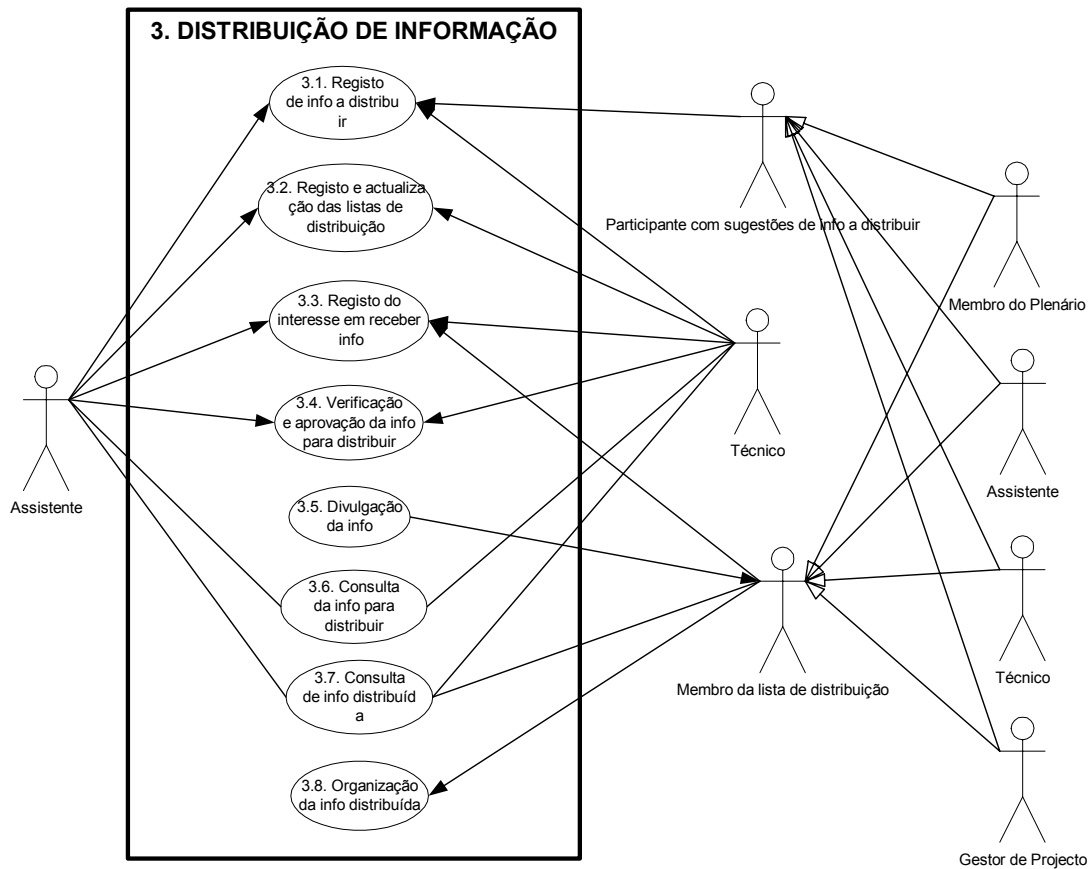 3. DISTRIBUIÇÃO DE INFORMAÇÃO
3.1. Registo
de info a distribu
ir
3.2. Registo e actualiza
ção das listas de
distribuição
3.3. Registo do
interesse em receber
info
3.4. Verificação
e aprovação da info
para distribuir
3.5. Divulgação
da info
3.6. Consulta
da info para
distribuir
3.7. Consulta
de info distribuíd
a
3.8. Organização
da info distribuída
Assistente
Participante com sugestões de info a distribuir
Técnico
Membro da lista de distribuição
Membro do Plenário
Assistente
Técnico
Gestor de Projecto